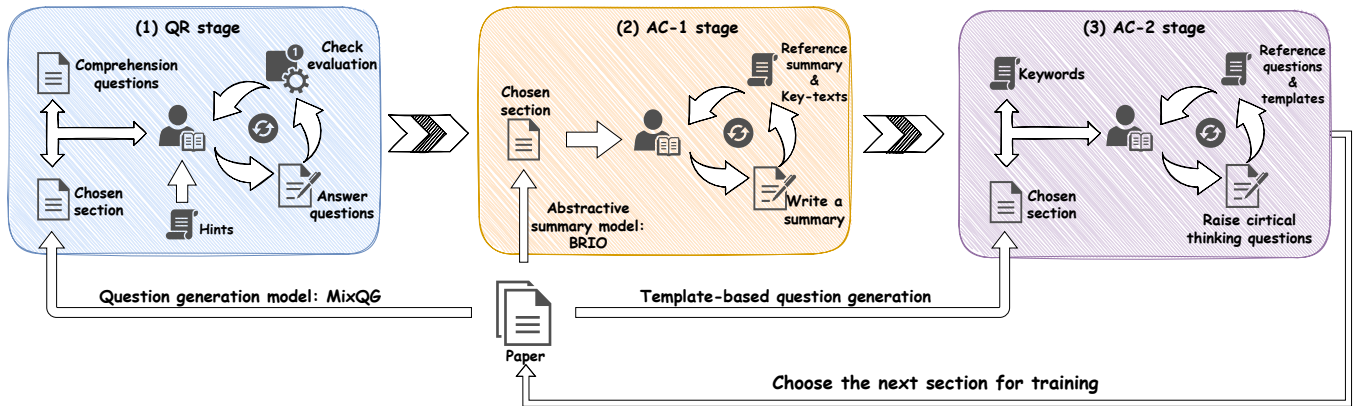 (1) QR stage
Comprehension
questions
Check
evaluation
1
Chosen
section
Hints
Answer
questions
(2) AC-1 stage
Chosen
section
Reference
summary
&
Key-texts
Write a
summary
Abstractive
summary model:
BRIO
(3) AC-2 stage
Keywords
Reference
questions
&
templates
Chosen
section
Raise cirtical
thinking questions
Question generation model: MixQG
Template-based question generation
Paper
Choose the next section for training